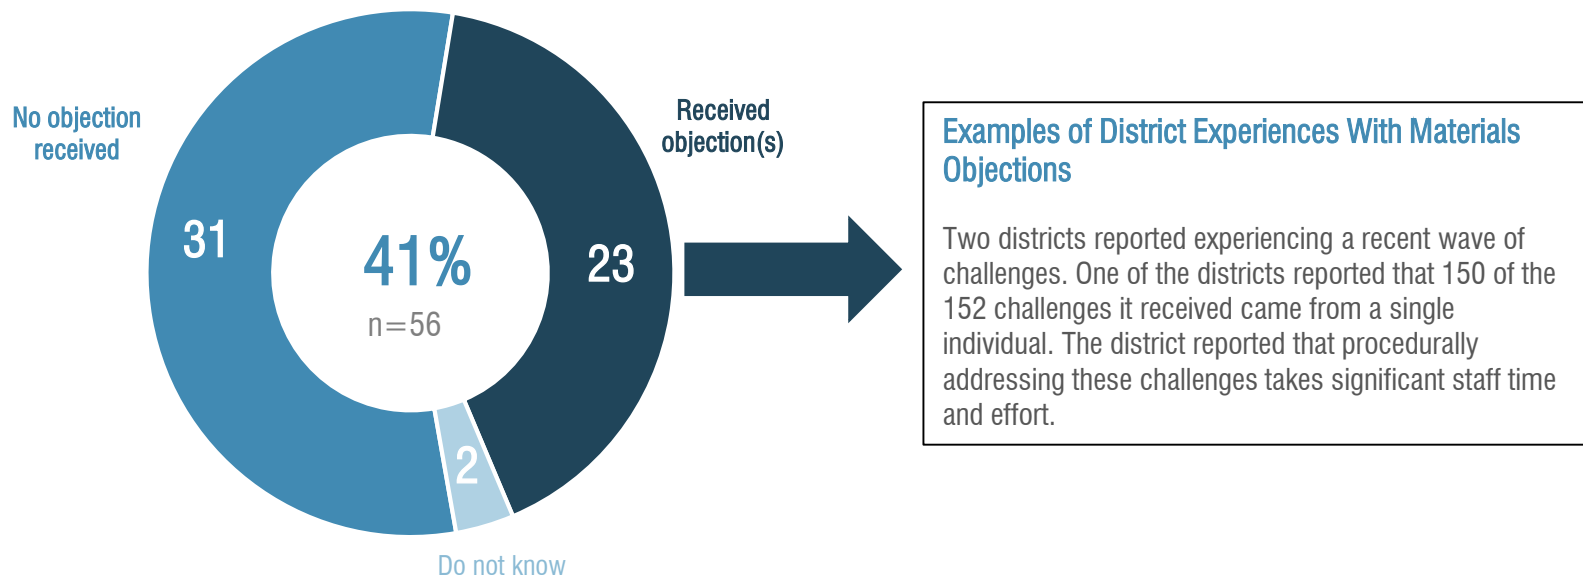 No objection
received
31
41%
n=56
23
2
Do not know
Received
objection(s)
Examples of District Experiences With Materials
Objections
Two districts reported experiencing a recent wave of
challenges. One of the districts reported that 150 of the
152 challenges it received came from a single
individual. The district reported that procedurally
addressing these challenges takes significant staff time
and effort.